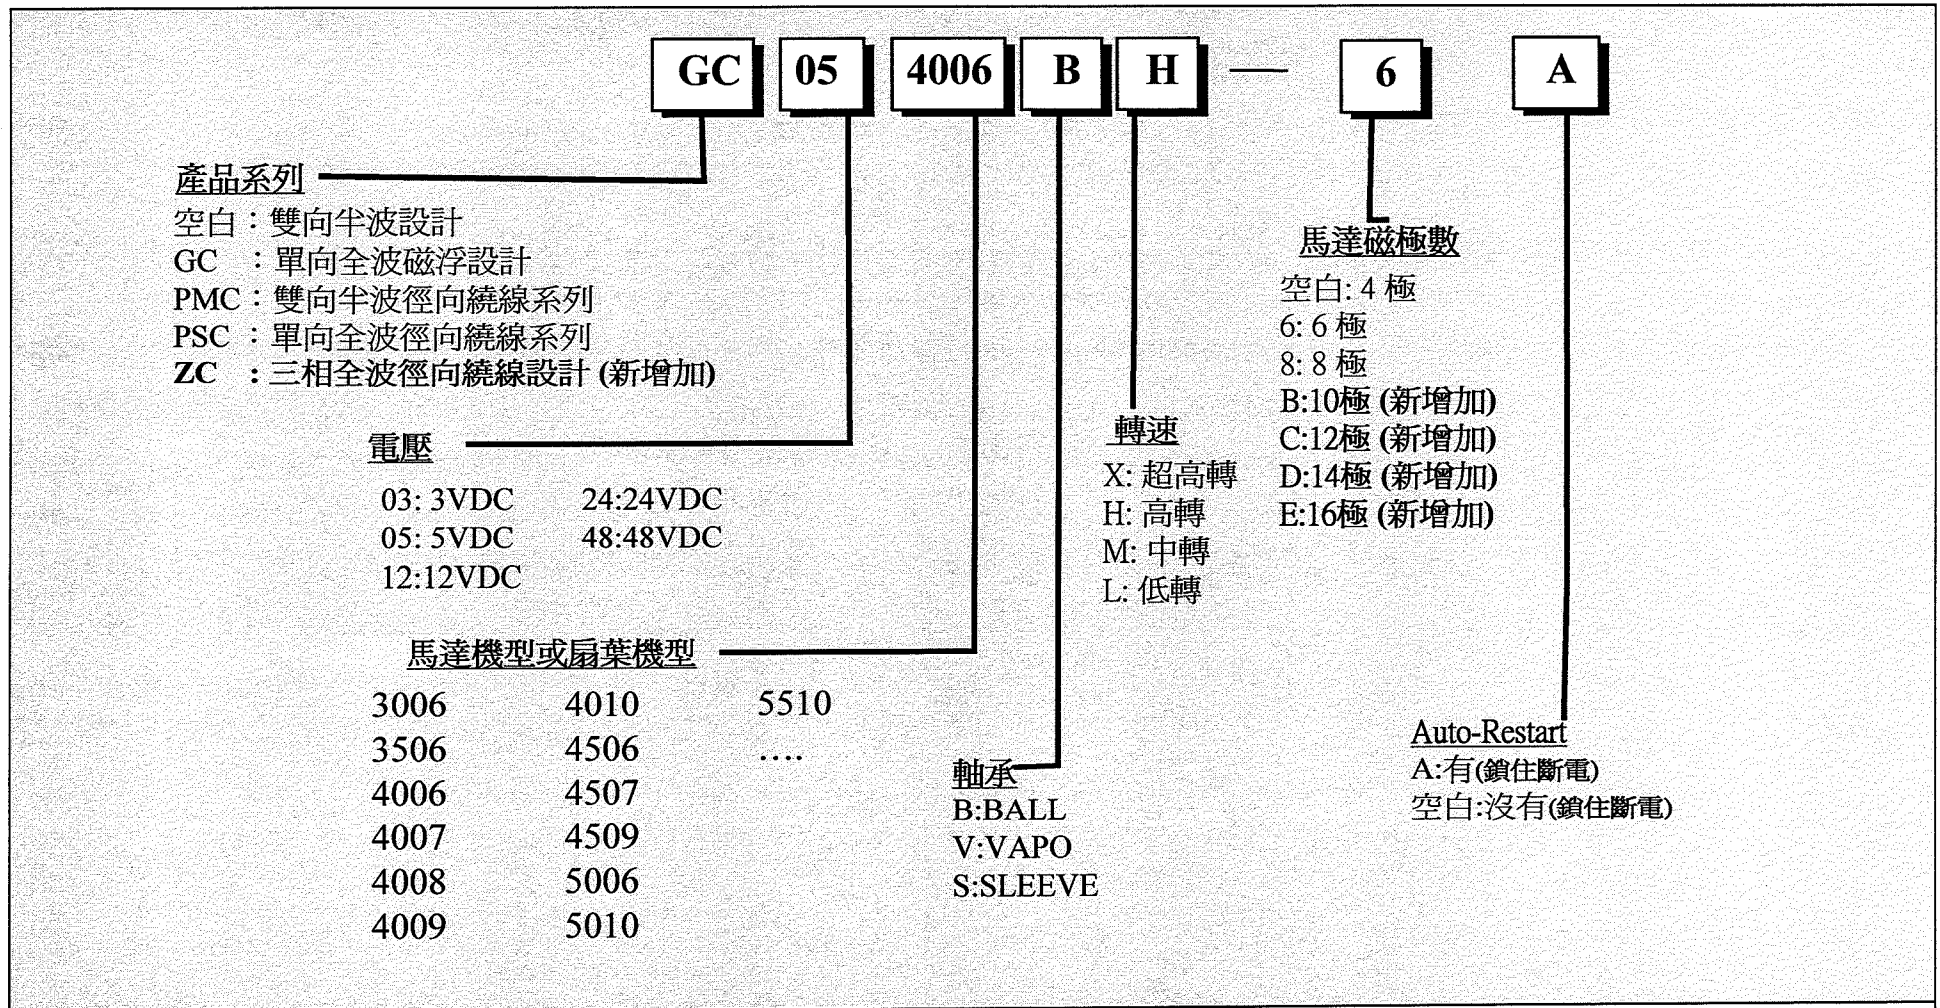 GC 05 4006 B H — 6 A
產品系列
空白：雙向半波設計
GC ：單向全波磁浮設計
PMC：雙向半波徑向繞線系列
PSC：單向全波徑向繞線系列
ZC ：三相全波徑向繞線設計 (新增加)
電壓
03: 3VDC 24:24VDC
05: 5VDC 48:48VDC
12:12VDC
馬達機型或扇葉機型
3006 4010 5510
3506 4506 ....
4006 4507
4007 4509
4008 5006
4009 5010
軸承
B:BALL
V:VAPO
S:SLEEVE
轉速
X: 超高轉
H: 高轉
M: 中轉
L: 低轉
馬達磁極數
空白: 4 極
6: 6 極
8: 8 極
B:10極 (新增加)
C:12極 (新增加)
D:14極 (新增加)
E:16極 (新增加)
Auto-Restart
A:有(鎖住斷電)
空白:沒有(鎖住斷電)